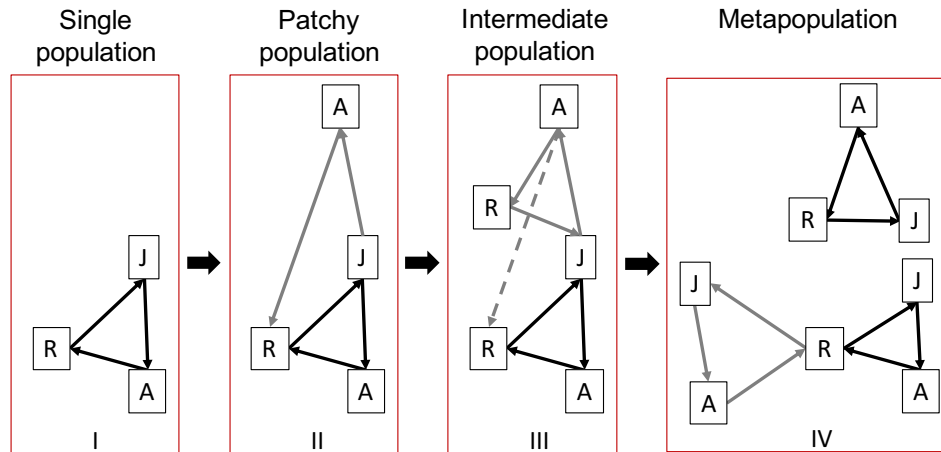 Single
population
Patchy
population
Intermediate
population
Metapopulation
J
R
A
I
A
J
R
A
II
A
R
J
R
A
III
A
R
J
J
J
R
A
A
IV